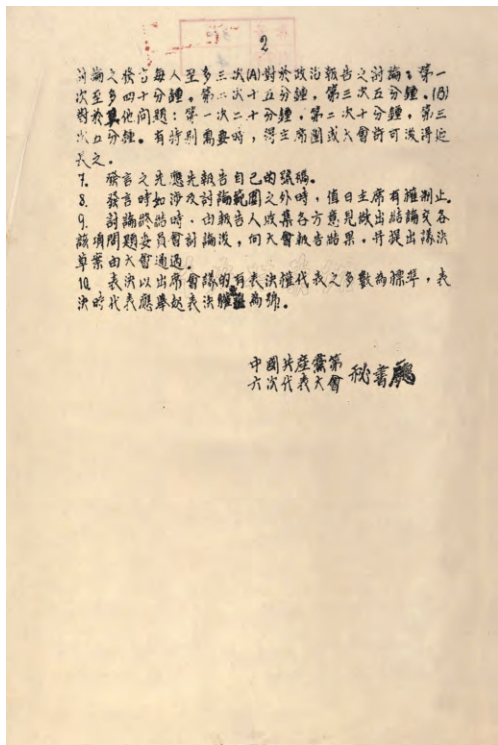 2
討論之後古每人至多三次(A)對於政治報告之討論：第一
次至多四十分鐘，第二次十五分鐘，第三次五分鐘。(B)
對於其他問題：第一次二十分鐘，第二次十分鐘，第三
次五分鐘。有特別需要時，得主席團或大會許可後得延
長之。
7. 發言之先應先報告自己的號碼。
8. 發言時如涉及討論範圍之外時，值日主席有權制止。
9. 討論終結時，由報告人收集各方意見做出結論交各
該項問題委員會討論後，向大會報告結果，并提出議決
草案由大會通過。
10. 表決以出席會議的有表決權代表之多數為標準，表
決時代表應舉起表決權為號。
中國共產黨第
六次代表大會 秘書處